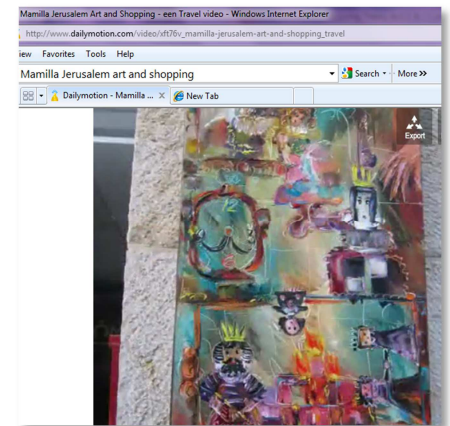 Mamilla Jerusalem Art and Shopping - een Travel video - Windows Internet Explorer
http://www.dailymotion.com/video/xft76v_mamilla-jerusalem-art-and-shopping_travel
iew Favorites Tools Help
Mamilla Jerusalem art and shopping Search More >>
Dailymotion - Mamilla ... X New Tab
Export